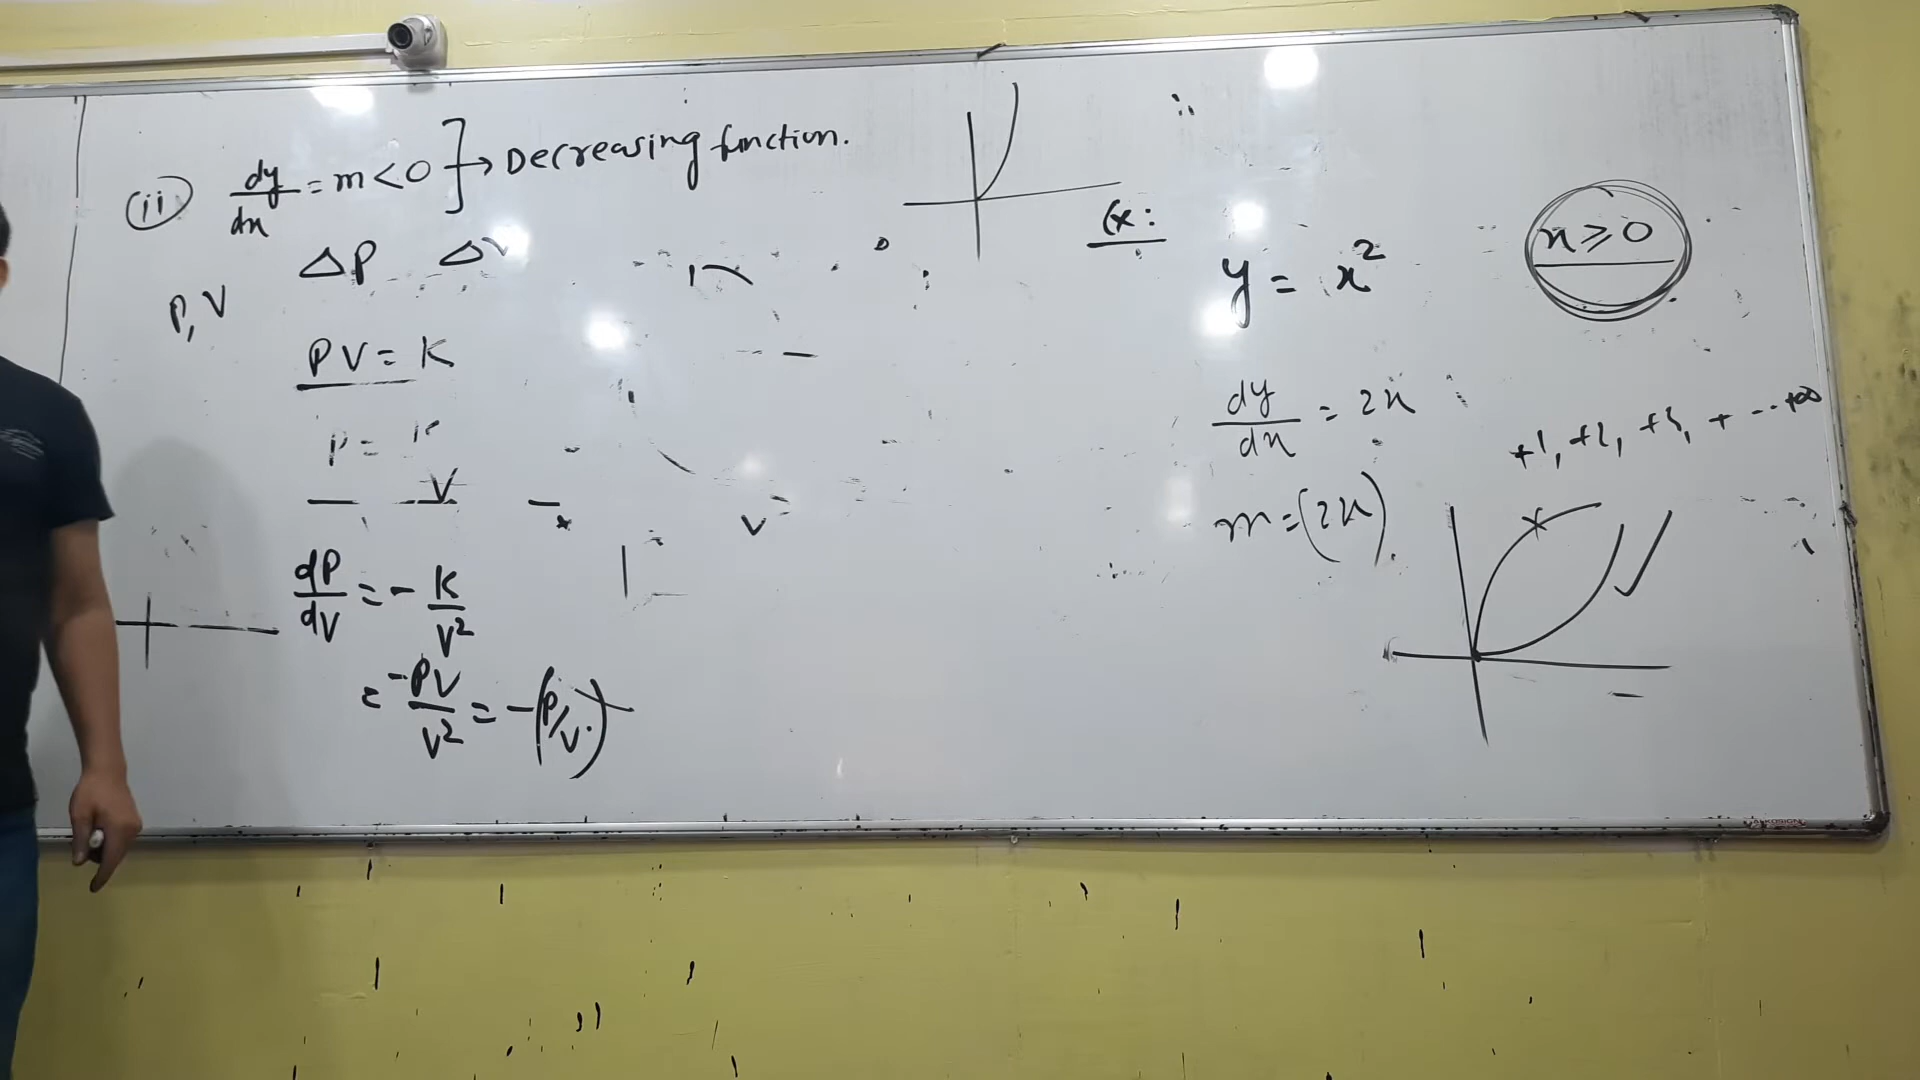 (ii) dy/dx = m < 0 ] → Decreasing function.
ΔP ΔV
P, V
PV = K
P = K/V
dP/dV = - K/V²
= -PV/V² = -(P/V)
Ex:
y = x²
x ≥ 0
dy/dx = 2x
+1, +2, +3, + --- +∞
m = (2x)